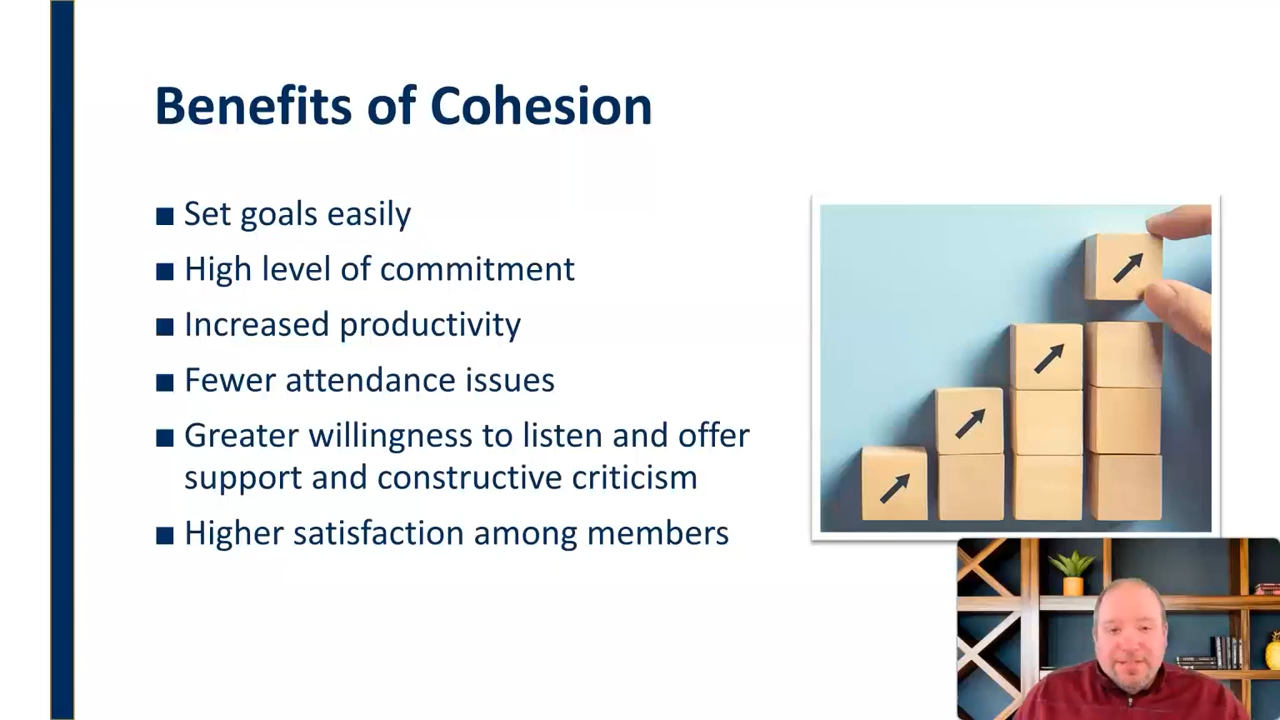 Benefits of Cohesion
■ Set goals easily
■ High level of commitment
■ Increased productivity
■ Fewer attendance issues
■ Greater willingness to listen and offer
support and constructive criticism
■ Higher satisfaction among members